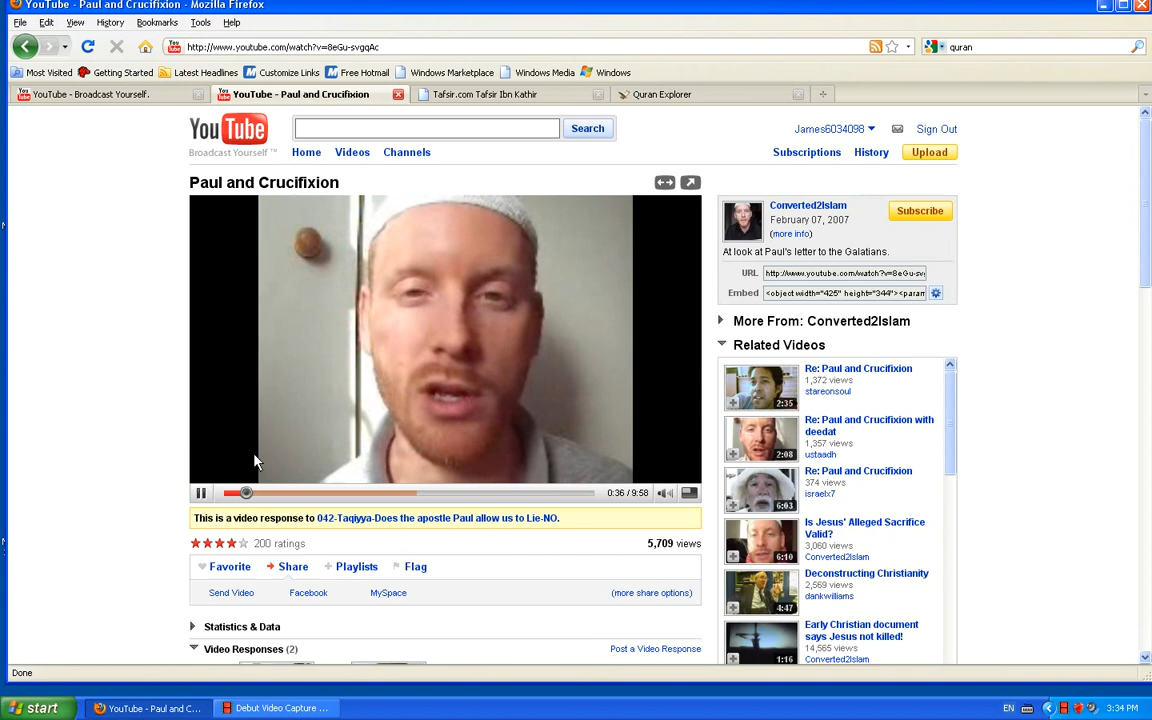 YouTube - Paul and Crucifixion - Mozilla Firefox
File Edit View History Bookmarks Tools Help
http://www.youtube.com/watch?v=8eGu-svgqAc
quran
Most Visited Getting Started Latest Headlines Customize Links Free Hotmail Windows Marketplace Windows Media Windows
YouTube - Broadcast Yourself. YouTube - Paul and Crucifixion Tafsir.com Tafsir Ibn Kathir Quran Explorer
YouTube
Broadcast Yourself ™
Search
James6034098 Sign Out
Home Videos Channels
Subscriptions History Upload
Paul and Crucifixion
Converted2Islam
February 07, 2007
(more info)
Subscribe
At look at Paul's letter to the Galatians.
URL http://www.youtube.com/watch?v=8eGu-svg
Embed <object width="425" height="344"><param
More From: Converted2Islam
Related Videos
Re: Paul and Crucifixion
1,372 views
stareonsoul
2:35
Re: Paul and Crucifixion with
deedat
1,357 views
ustaadh
2:08
Re: Paul and Crucifixion
374 views
israelx7
6:03
Is Jesus' Alleged Sacrifice
Valid?
3,060 views
Converted2Islam
6:10
Deconstructing Christianity
2,569 views
dankwilliams
4:47
Early Christian document
says Jesus not killed!
14,565 views
Converted2Islam
1:16
0:36 / 9:58
This is a video response to 042-Taqiyya-Does the apostle Paul allow us to Lie-NO.
200 ratings
5,709 views
Favorite Share Playlists Flag
Send Video Facebook MySpace (more share options)
Statistics & Data
Video Responses (2)
Post a Video Response
Done
start YouTube - Paul and C... Debut Video Capture ... EN 3:34 PM